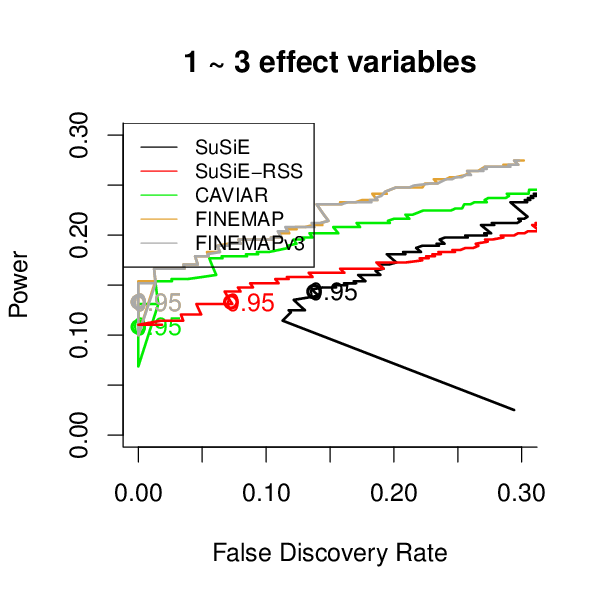 1 ~ 3 effect variables
Power
0.30
0.20
0.10
0.00
SuSiE
SuSiE−RSS
CAVIAR
FINEMAP
FINEMAPv3
0.95
0.95
0.95
0.95
0.00
0.10
0.20
0.30
False Discovery Rate